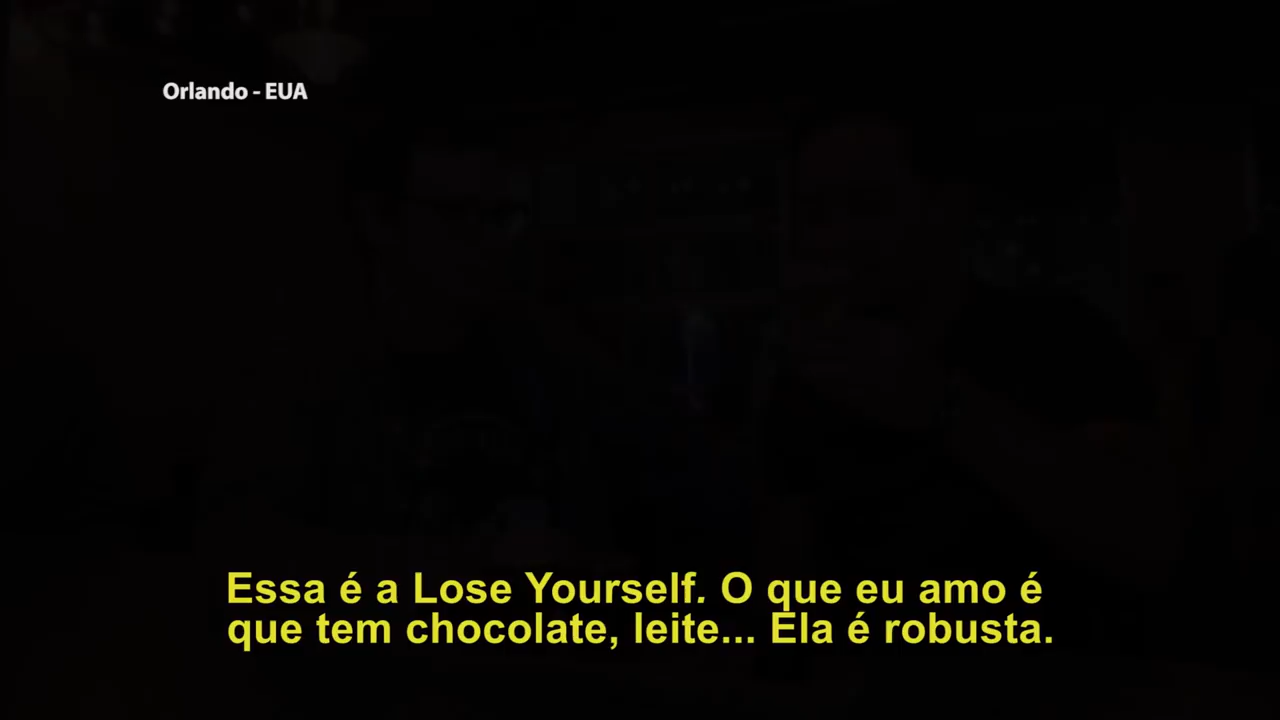 Orlando - EUA
Essa é a Lose Yourself. O que eu amo é
que tem chocolate, leite... Ela é robusta.